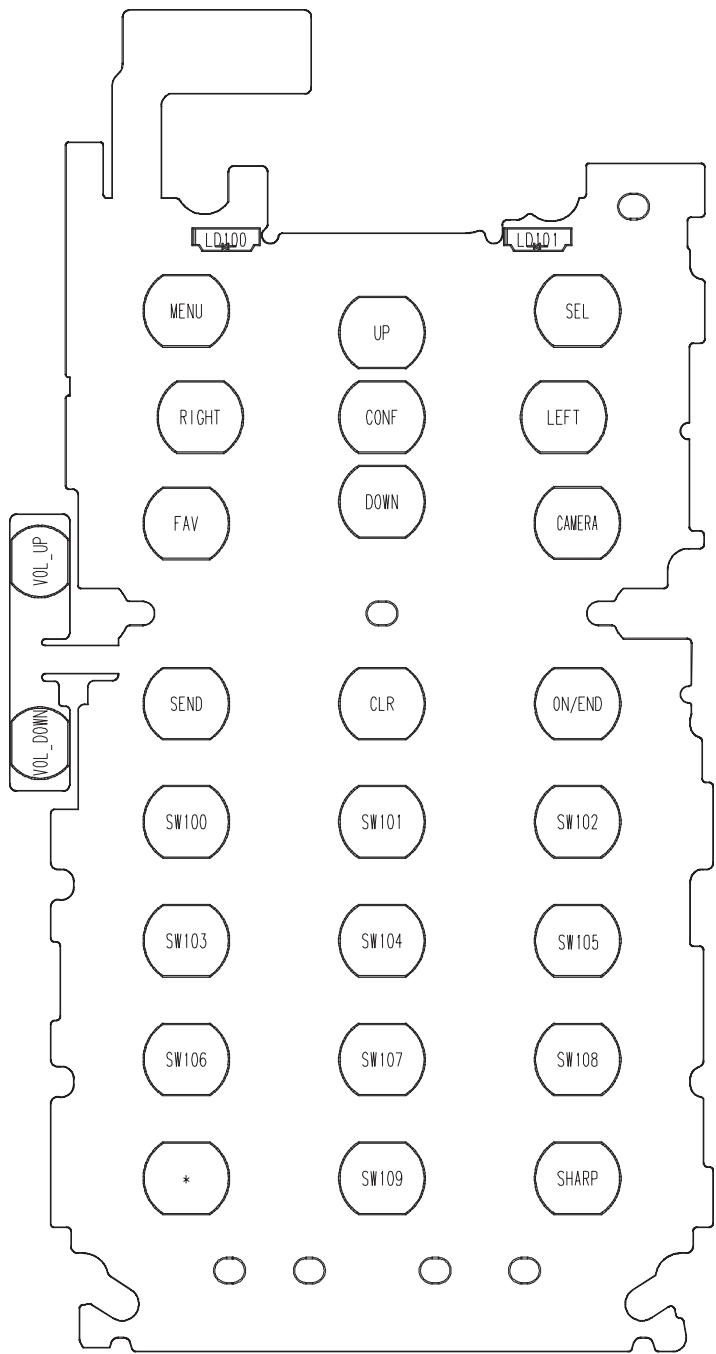 LD100 LD101
MENU UP SEL
RIGHT CONF LEFT
FAV DOWN CAMERA
VOL_UP
SEND CLR ON/END
VOL_DOWN
SW100 SW101 SW102
SW103 SW104 SW105
SW106 SW107 SW108
* SW109 SHARP